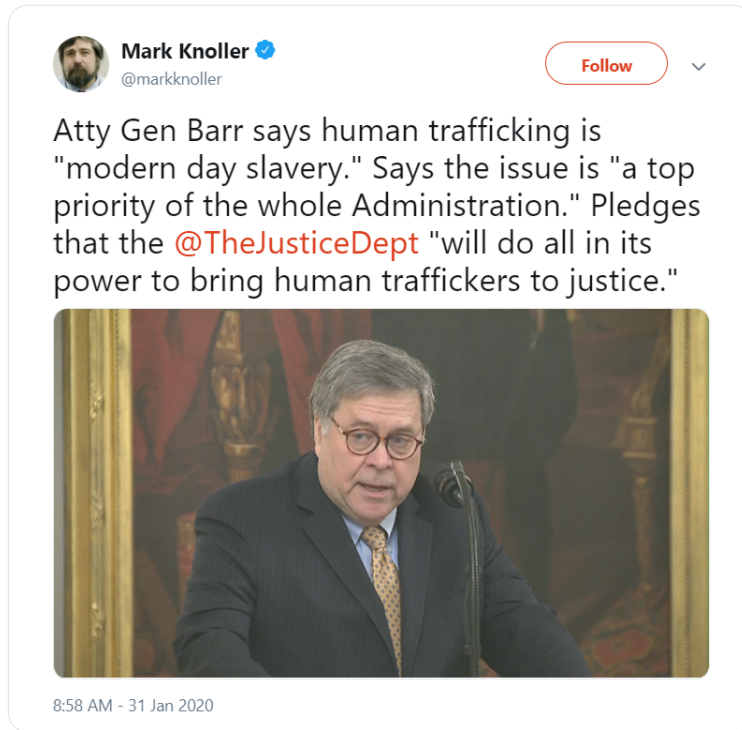 Mark Knoller
@markknoller
Follow
Atty Gen Barr says human trafficking is
"modern day slavery." Says the issue is "a top
priority of the whole Administration." Pledges
that the @TheJusticeDept "will do all in its
power to bring human traffickers to justice."
8:58 AM - 31 Jan 2020